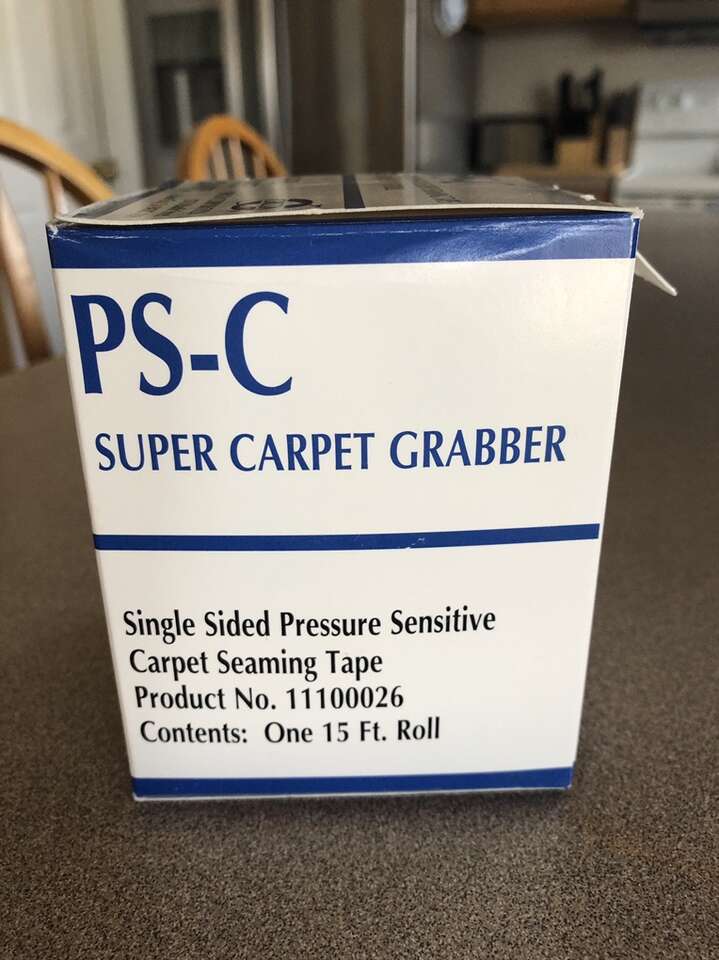 PS-C
SUPER CARPET GRABBER
Single Sided Pressure Sensitive
Carpet Seaming Tape
Product No. 11100026
Contents: One 15 Ft. Roll